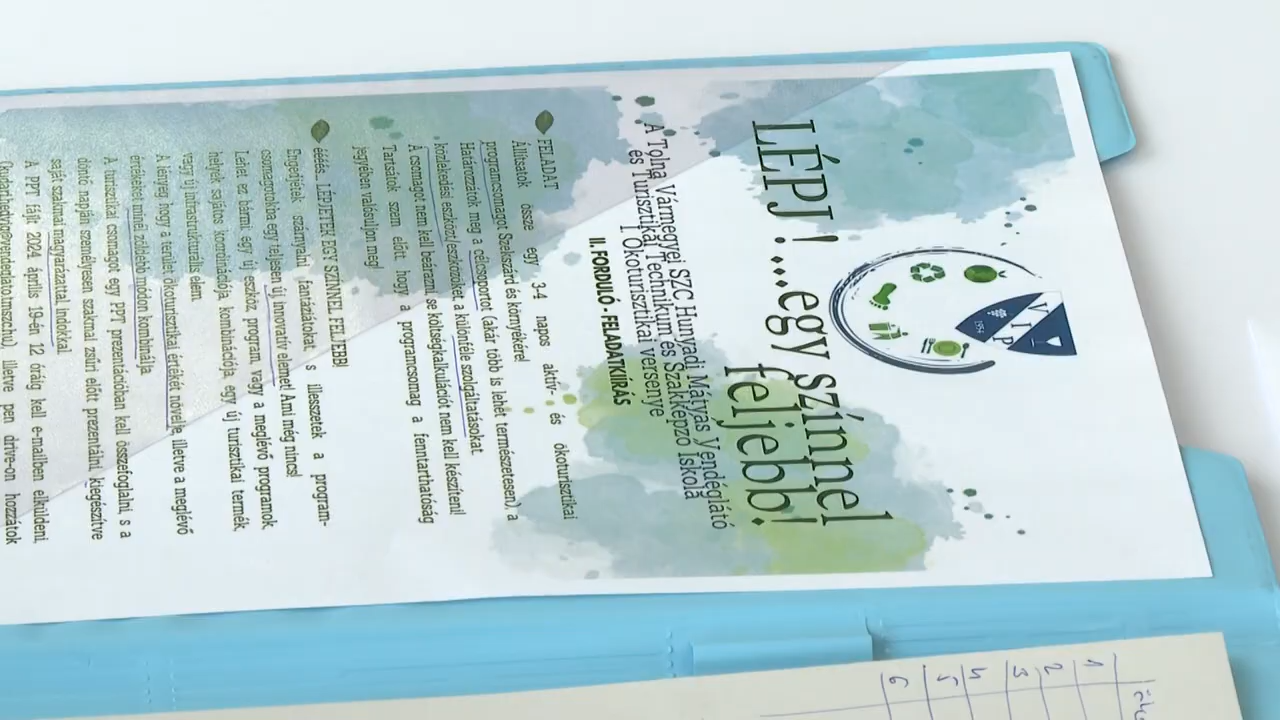 VIP
1954
LÉPJ! ...egy színnel
feljebb!
A Tolna Vármegyei SZC Hunyadi Mátyás Vendéglátó
és Turisztikai Technikum és Szakképző Iskola
I. Ökoturisztikai versenye
II. FORDULÓ - FELADATKIÍRÁS
FELADAT
Állítsatok össze egy 3-4 napos aktív- és ökoturisztikai
programcsomagot Szekszárd és környékére!
Határozzátok meg a célcsoportot (akár több is lehet természetesen), a
közlekedési eszközt/eszközöket, a különféle szolgáltatásokat.
A csomagot nem kell beárazni, se költségkalkulációt nem kell készíteni!
Tartsátok szem előtt, hogy a programcsomag a fenntarthatóság
jegyében valósuljon meg!
ééés... LÉPJETEK EGY SZINNEL FELJEBB!
Engedjétek szárnyalni fantáziátokat, s illesszetek a program-
csomagotokba egy teljesen új innovatív elemet! Ami még nincs!
Lehet ez bármi: egy új eszköz, program, vagy a meglévő programok,
helyek sajátos kombinációja, egy új turisztikai termék,
vagy új infrastrukturális elem.
A lényeg, hogy a terület ökoturisztikai értékét növelje, illetve a meglévő
értékeket minél zöldebb módon kombinálja.
A turisztikai csomagot egy PPT prezentációban kell összefoglalni, s a
döntő napján személyesen szakmai zsűri előtt prezentálni, kiegészítve
saját szakmai magyarázattal, indokkal.
A PPT fájlt 2024. április 19-én 12 óráig kell e-mailben elküldeni,
illetve pen drive-on hozzátok
1
2
3
4
5
6